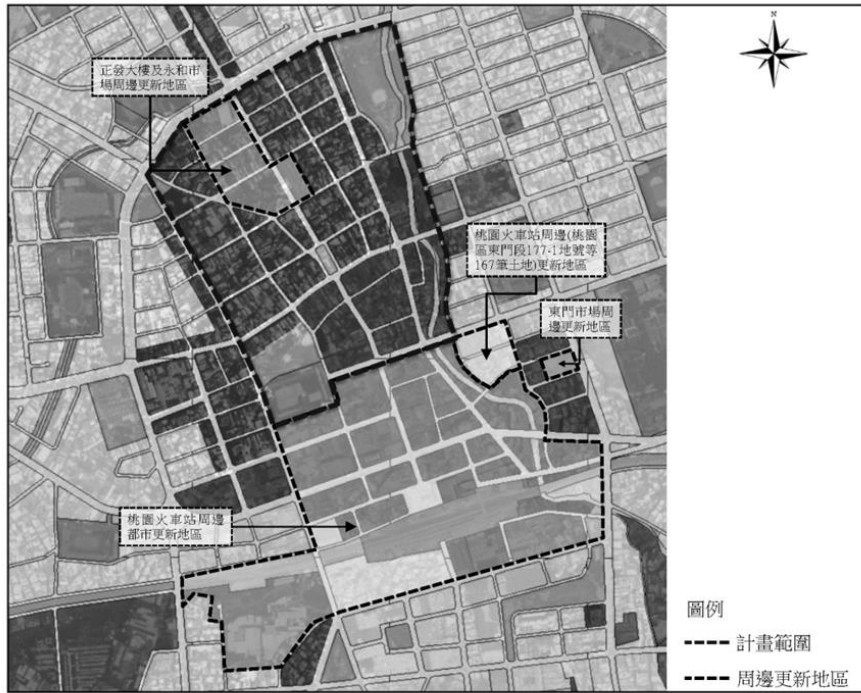 N
正發大樓及永和市
場周邊更新地區
桃園火車站周邊(桃園
區東門段177-1地號等
167筆土地)更新地區
東門市場周
邊更新地區
桃園火車站周邊
都市更新地區
圖例
計畫範圍
周邊更新地區